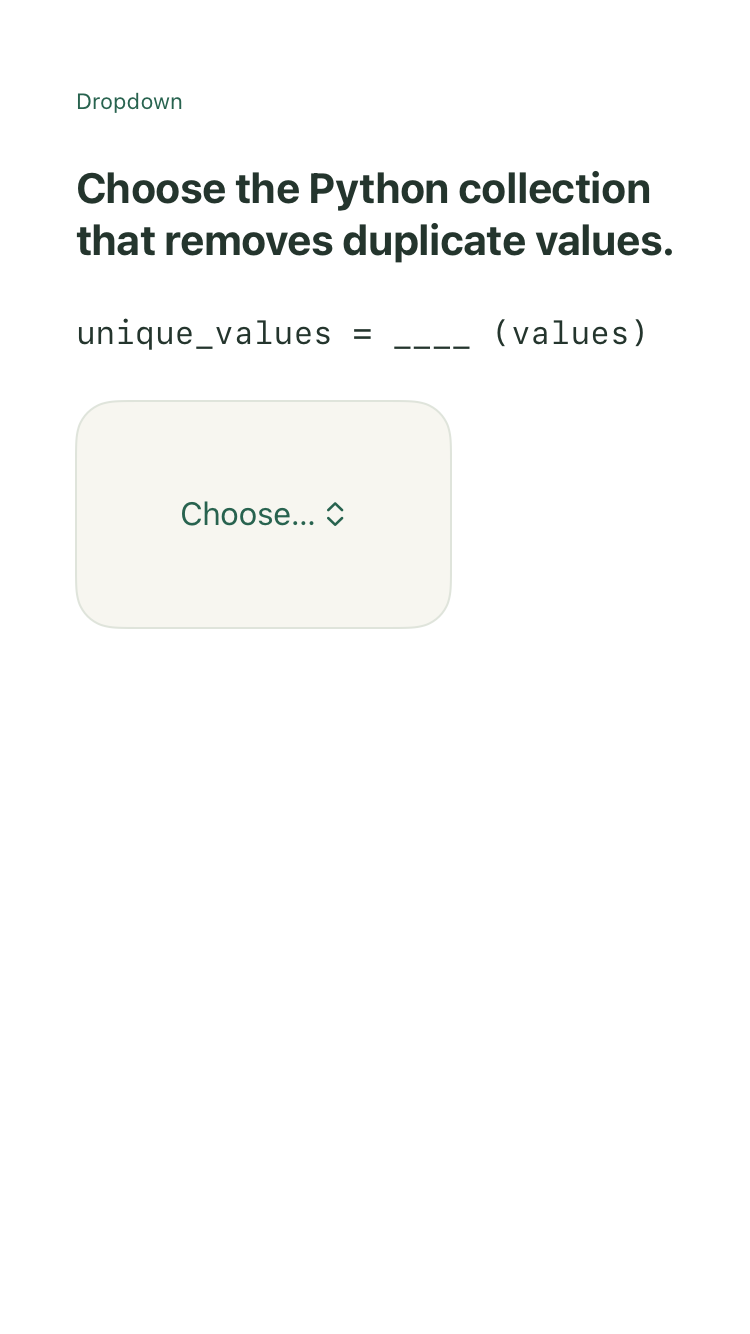 Dropdown
Choose the Python collection
that removes duplicate values.
unique_values = ____ (values)
Choose...